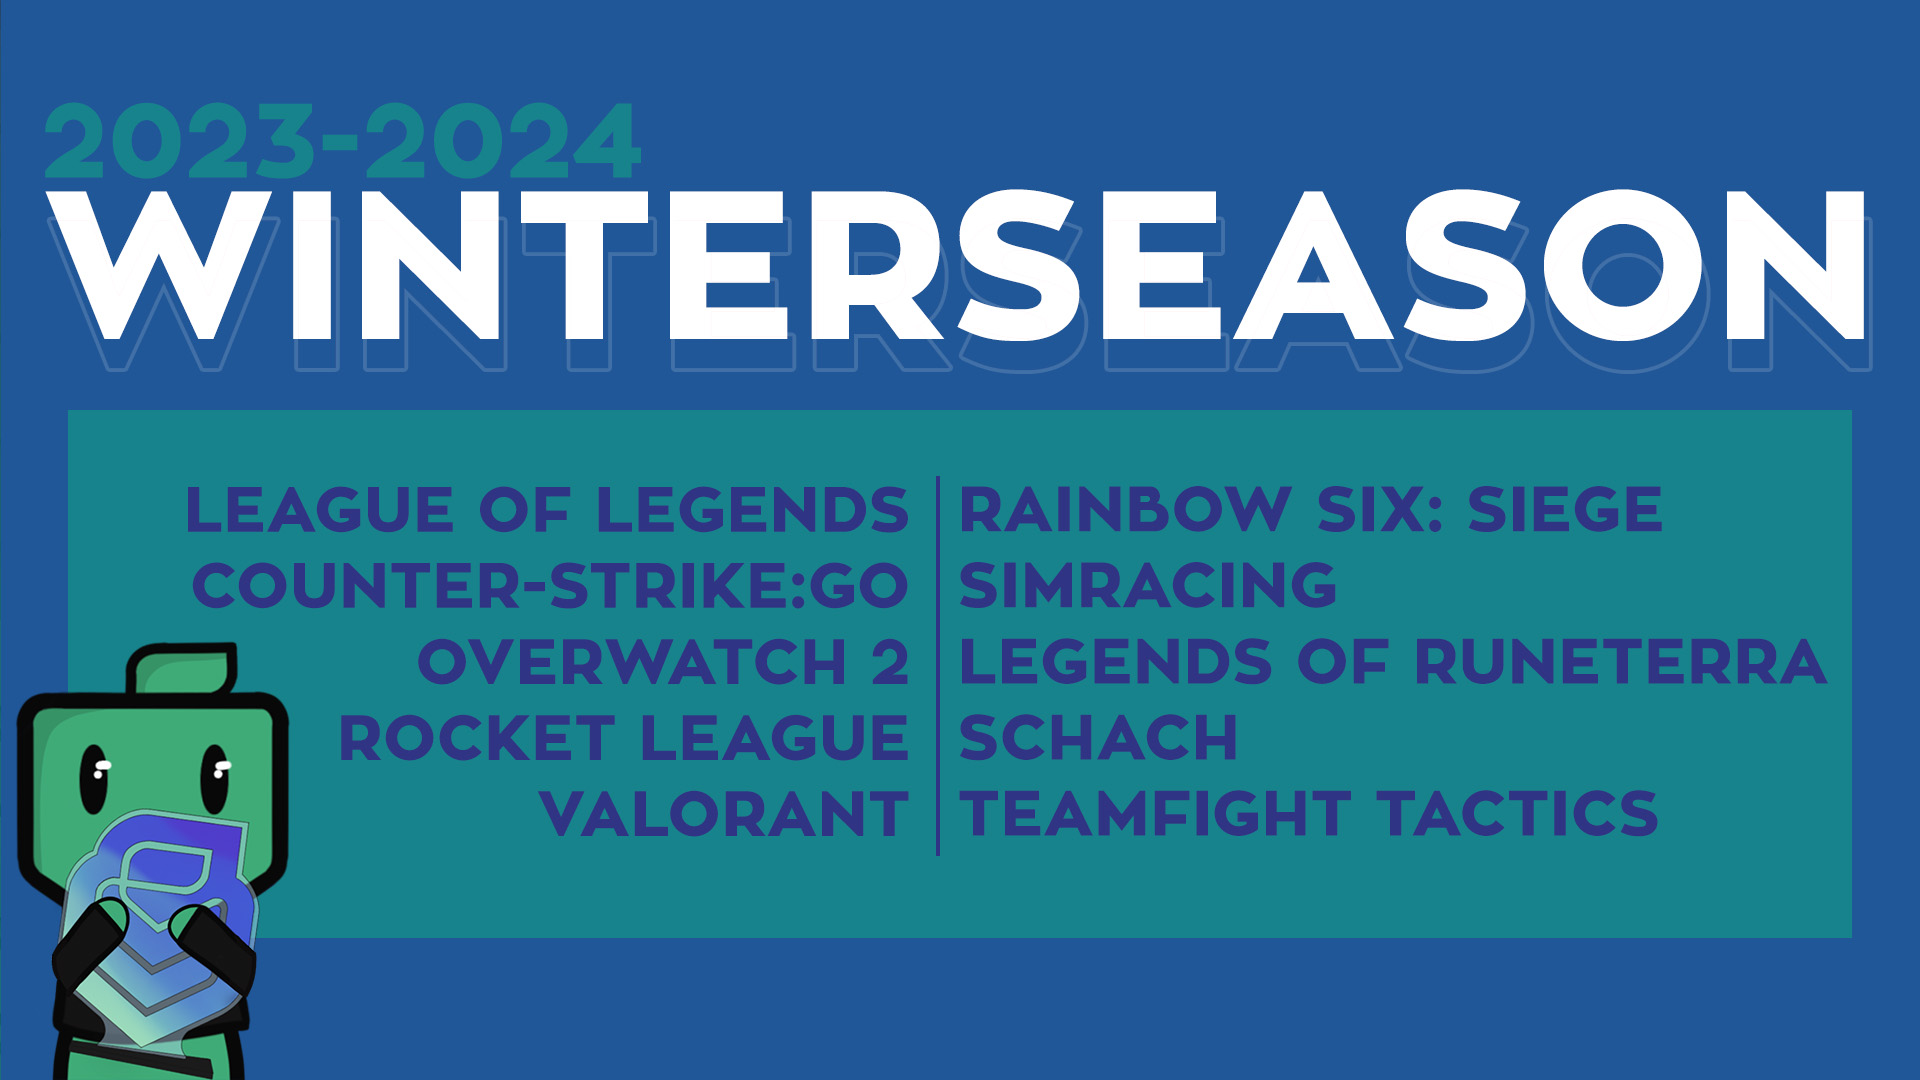 2023-2024
WINTERSEASON
LEAGUE OF LEGENDS
COUNTER-STRIKE:GO
OVERWATCH 2
ROCKET LEAGUE
VALORANT
RAINBOW SIX: SIEGE
SIMRACING
LEGENDS OF RUNETERRA
SCHACH
TEAMFIGHT TACTICS